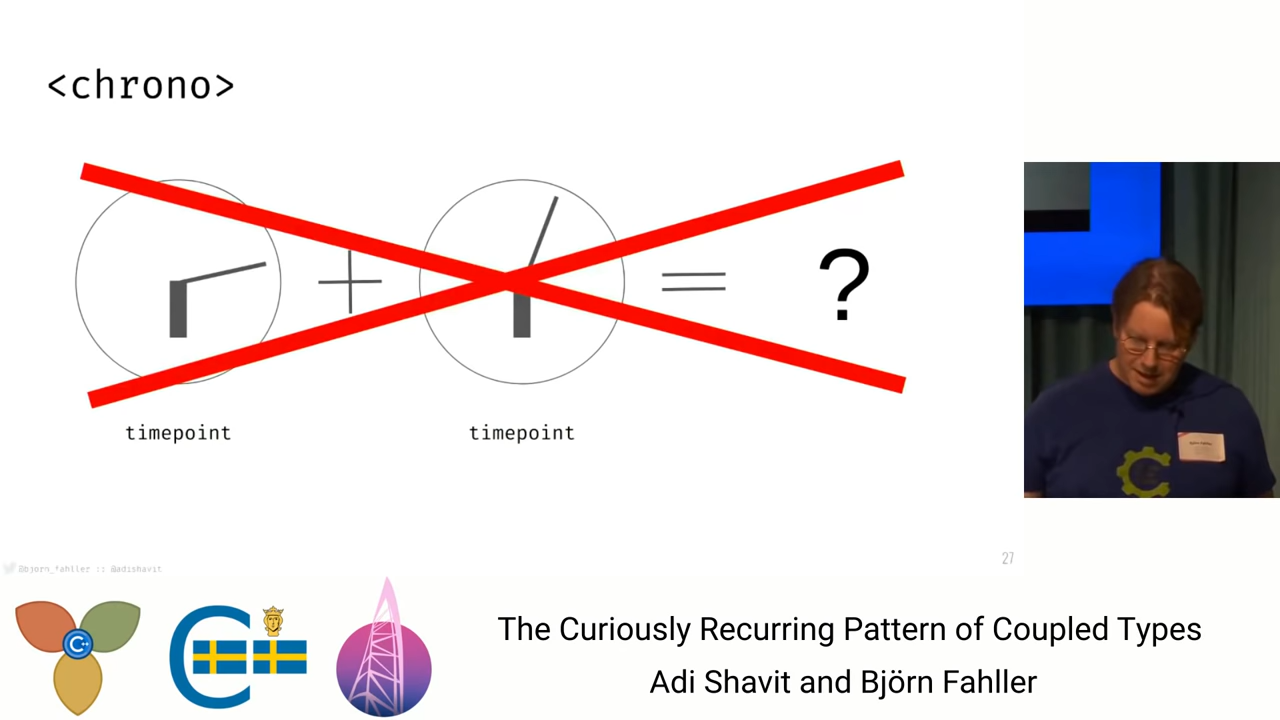 <chrono>
+
=
?
timepoint
timepoint
@bjorn_fahller :: @adishavit
27
C++
The Curiously Recurring Pattern of Coupled Types
Adi Shavit and Björn Fahller